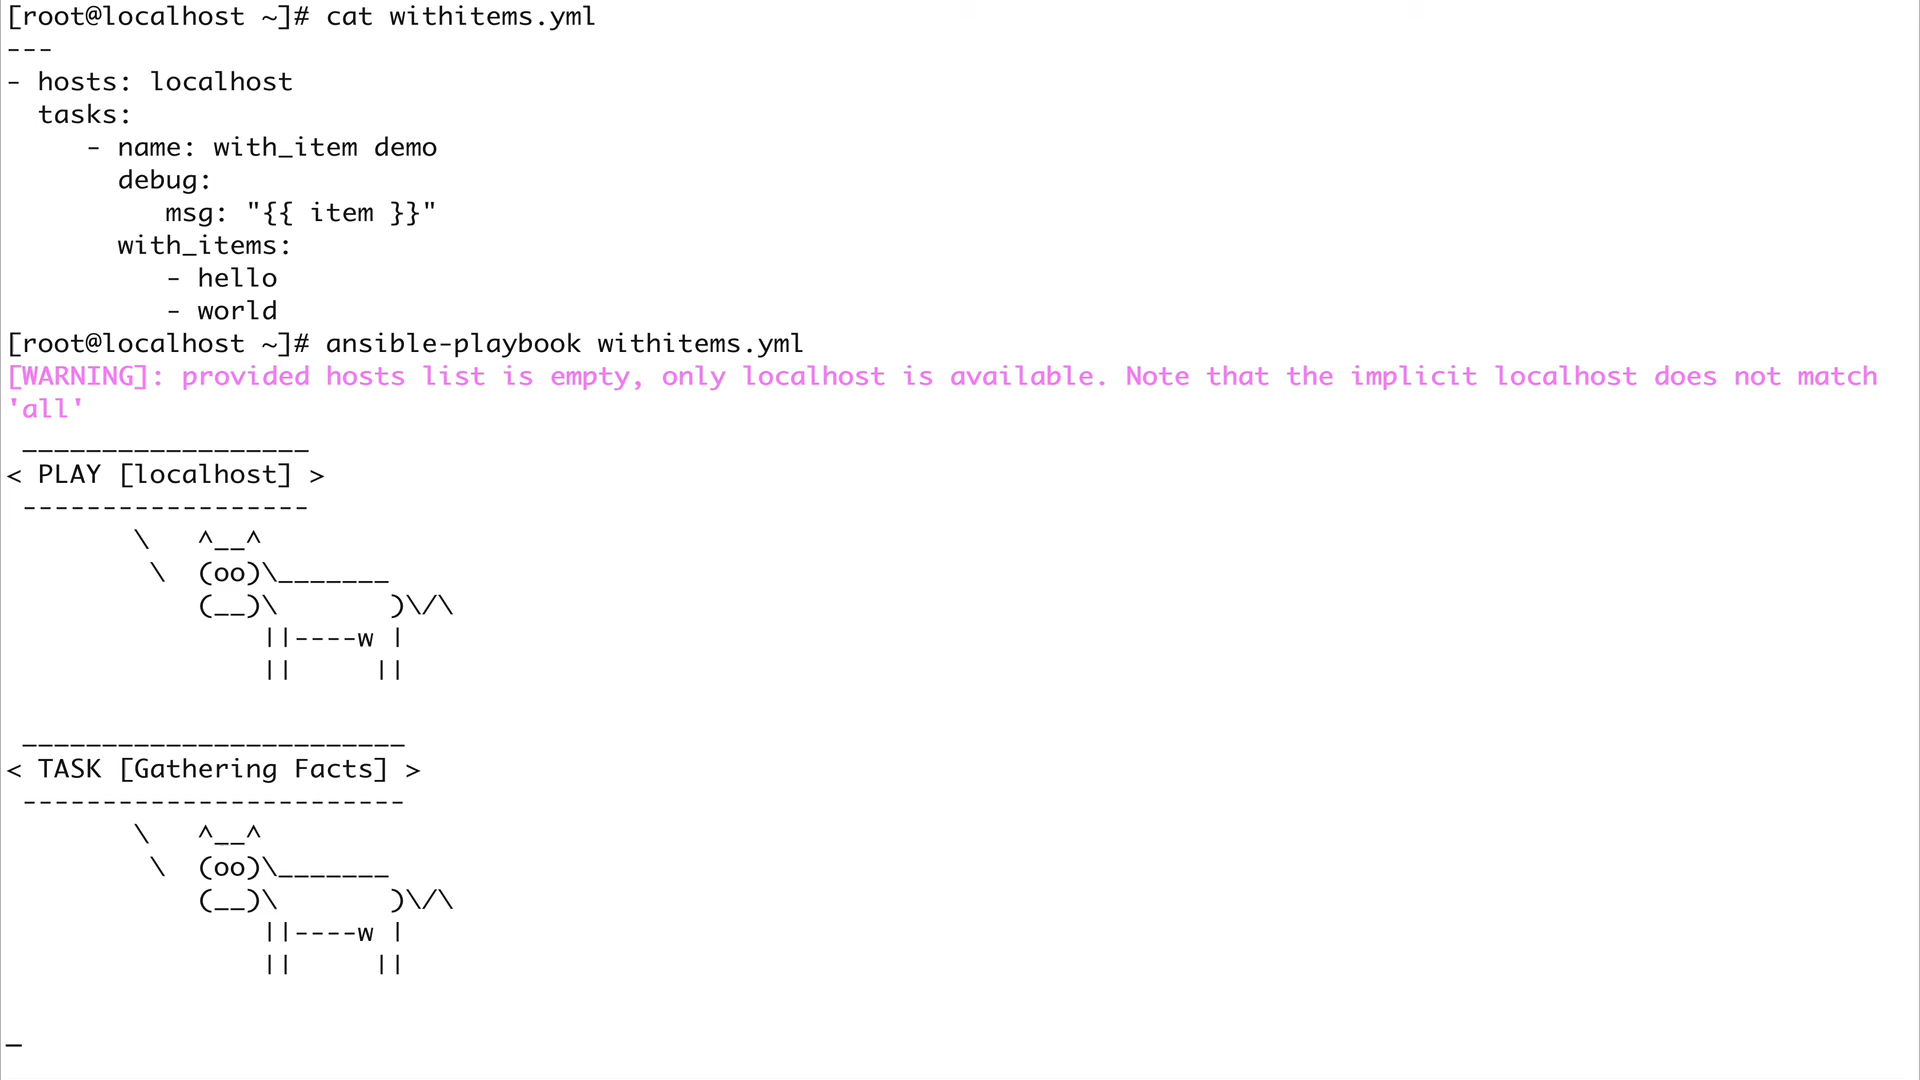 [root@localhost ~]# cat withitems.yml
---
- hosts: localhost
  tasks:
     - name: with_item demo
       debug:
          msg: "{{ item }}"
       with_items:
          - hello
          - world
[root@localhost ~]# ansible-playbook withitems.yml
[WARNING]: provided hosts list is empty, only localhost is available. Note that the implicit localhost does not match
'all'
 __________________
< PLAY [localhost] >
 ------------------
        \   ^__^
         \  (oo)\_______
            (__)\       )\/\
                ||----w |
                ||     ||

 ________________________
< TASK [Gathering Facts] >
 ------------------------
        \   ^__^
         \  (oo)\_______
            (__)\       )\/\
                ||----w |
                ||     ||